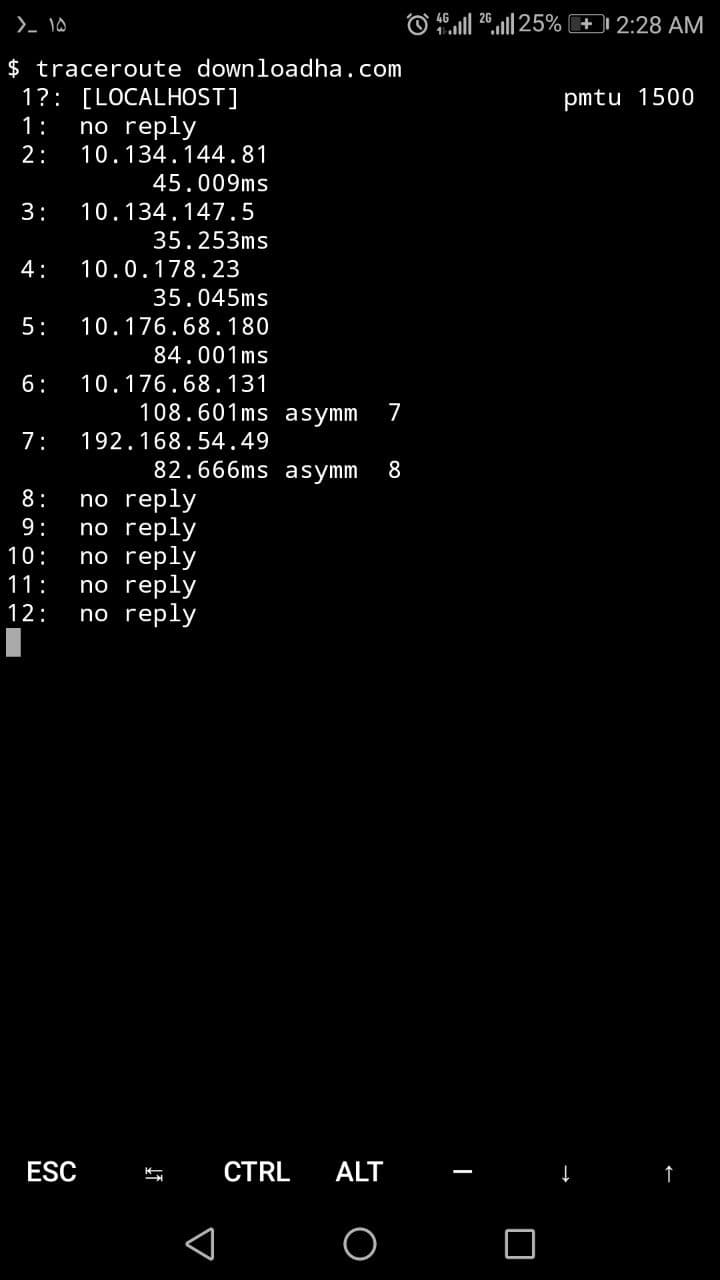 ❯_ ۱۵ 4G 2G 25% 2:28 AM
$ traceroute downloadha.com
1?: [LOCALHOST] pmtu 1500
1: no reply
2: 10.134.144.81
45.009ms
3: 10.134.147.5
35.253ms
4: 10.0.178.23
35.045ms
5: 10.176.68.180
84.001ms
6: 10.176.68.131
108.601ms asymm 7
7: 192.168.54.49
82.666ms asymm 8
8: no reply
9: no reply
10: no reply
11: no reply
12: no reply
ESC ↹ CTRL ALT — ↓ ↑